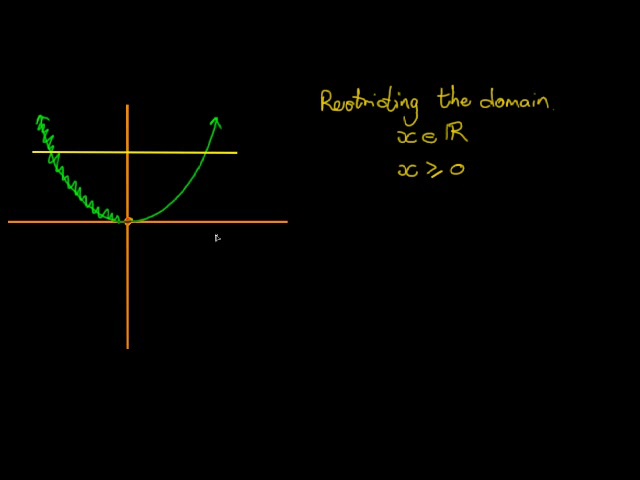 Restricting the domain.
x ∈ ℝ
x ⩾ 0